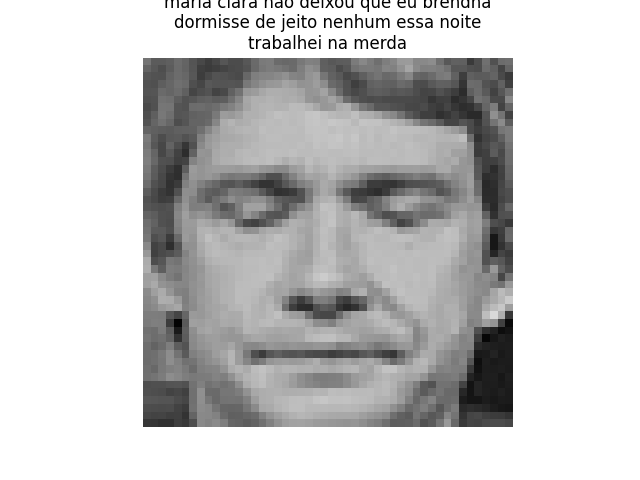 maria clara não deixou que eu brendha
dormisse de jeito nenhum essa noite
trabalhei na merda